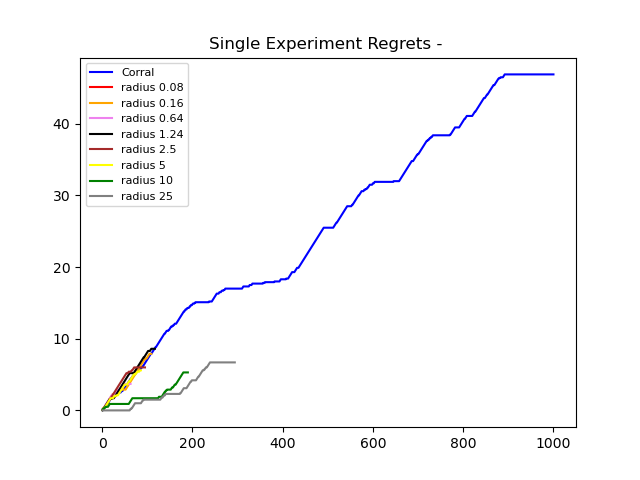 Single Experiment Regrets -
Corral
radius 0.08
radius 0.16
radius 0.64
radius 1.24
radius 2.5
radius 5
radius 10
radius 25
40
30
20
10
0
0 200 400 600 800 1000